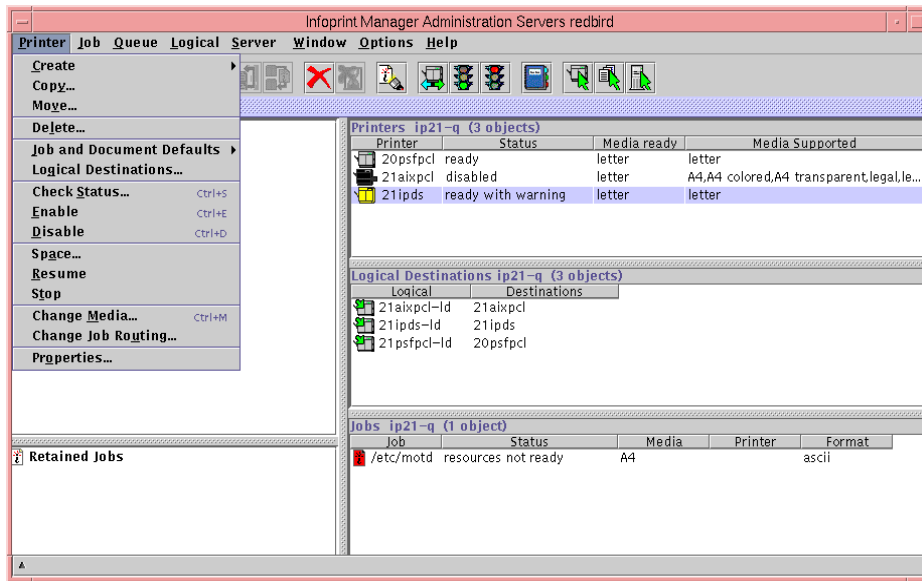 Infoprint Manager Administration Servers redbird
Printer Job Queue Logical Server Window Options Help
Create
Copy...
Move...
Delete...
Job and Document Defaults
Logical Destinations...
Check Status... Ctrl+S
Enable Ctrl+E
Disable Ctrl+D
Space...
Resume
Stop
Change Media... Ctrl+M
Change Job Routing...
Properties...
Retained Jobs
Printers ip21-q (3 objects)
Printer Status Media ready Media Supported
20psfpcl ready letter letter
21aixpcl disabled letter A4,A4 colored,A4 transparent,legal,le...
21ipds ready with warning letter letter
Logical Destinations ip21-q (3 objects)
Logical Destinations
21aixpcl-ld 21aixpcl
21ipds-ld 21ipds
21psfpcl-ld 20psfpcl
Jobs ip21-q (1 object)
Job Status Media Printer Format
/etc/motd resources not ready A4 ascii